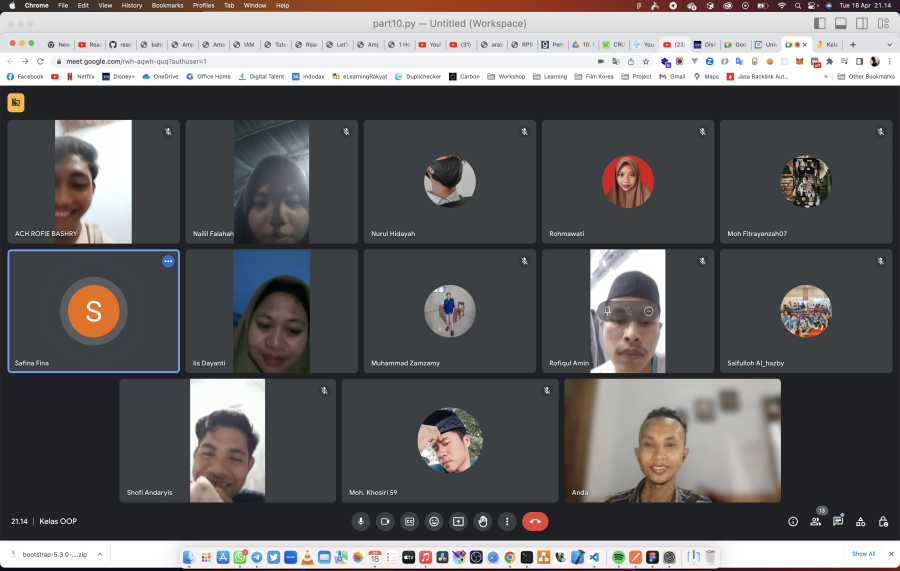 Chrome File Edit View History Bookmarks Profiles Tab Window Help
Tue 18 Apr 21.14
part10.py — Untitled (Workspace)
meet.google.com/rwh-aqwh-quq?authuser=1
Facebook YouTube Netflix Disney+ OneDrive Office Home Digital Talent Indodax eLearningRakyat Duplichecker Carbon Workshop Learning Film Korea Project Gmail Maps Jasa Backlink Aut... Other Bookmarks
ACH ROFIE BASHRY
Nailil Falahah
Nurul Hidayah
Rohmawati
Moh Fitrayanzah07
S
Safina Fina
Iis Dayanti
Muhammad Zamzamy
Rofiqul Amin
Saifulloh Al_hazby
Shofi Andaryis
Moh. Khosiri 59
Anda
21.14 | Kelas OOP
13
bootstrap-5.3.0-....zip
Show All